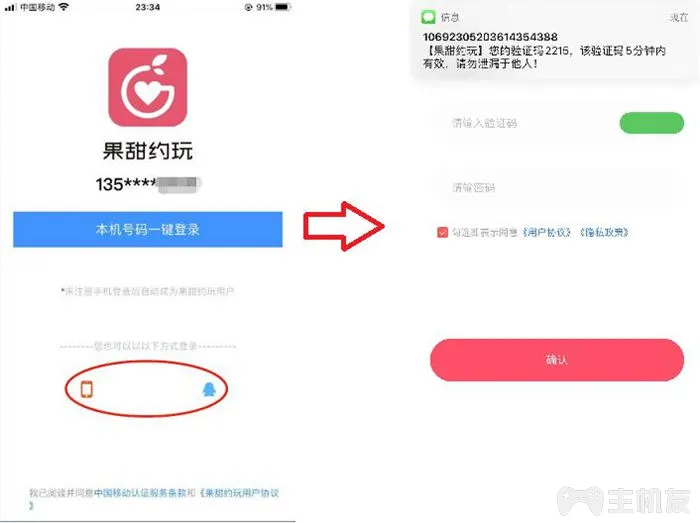 中国移动
23:34
91%
果甜约玩
135****
本机号码一键登录
*未注册手机登录后自动成为果甜约玩用户
--------您也可以以以下方式登录--------
我已阅读并同意中国移动认证服务条款和《果甜约玩用户协议
》
信息
现在
10692305203614354388
【果甜约玩】您的验证码2215，该验证码5分钟内
有效，请勿泄漏于他人！
请输入验证码
请输密码
勾选即表示同意《用户协议》《隐私政策》
确认
主机友